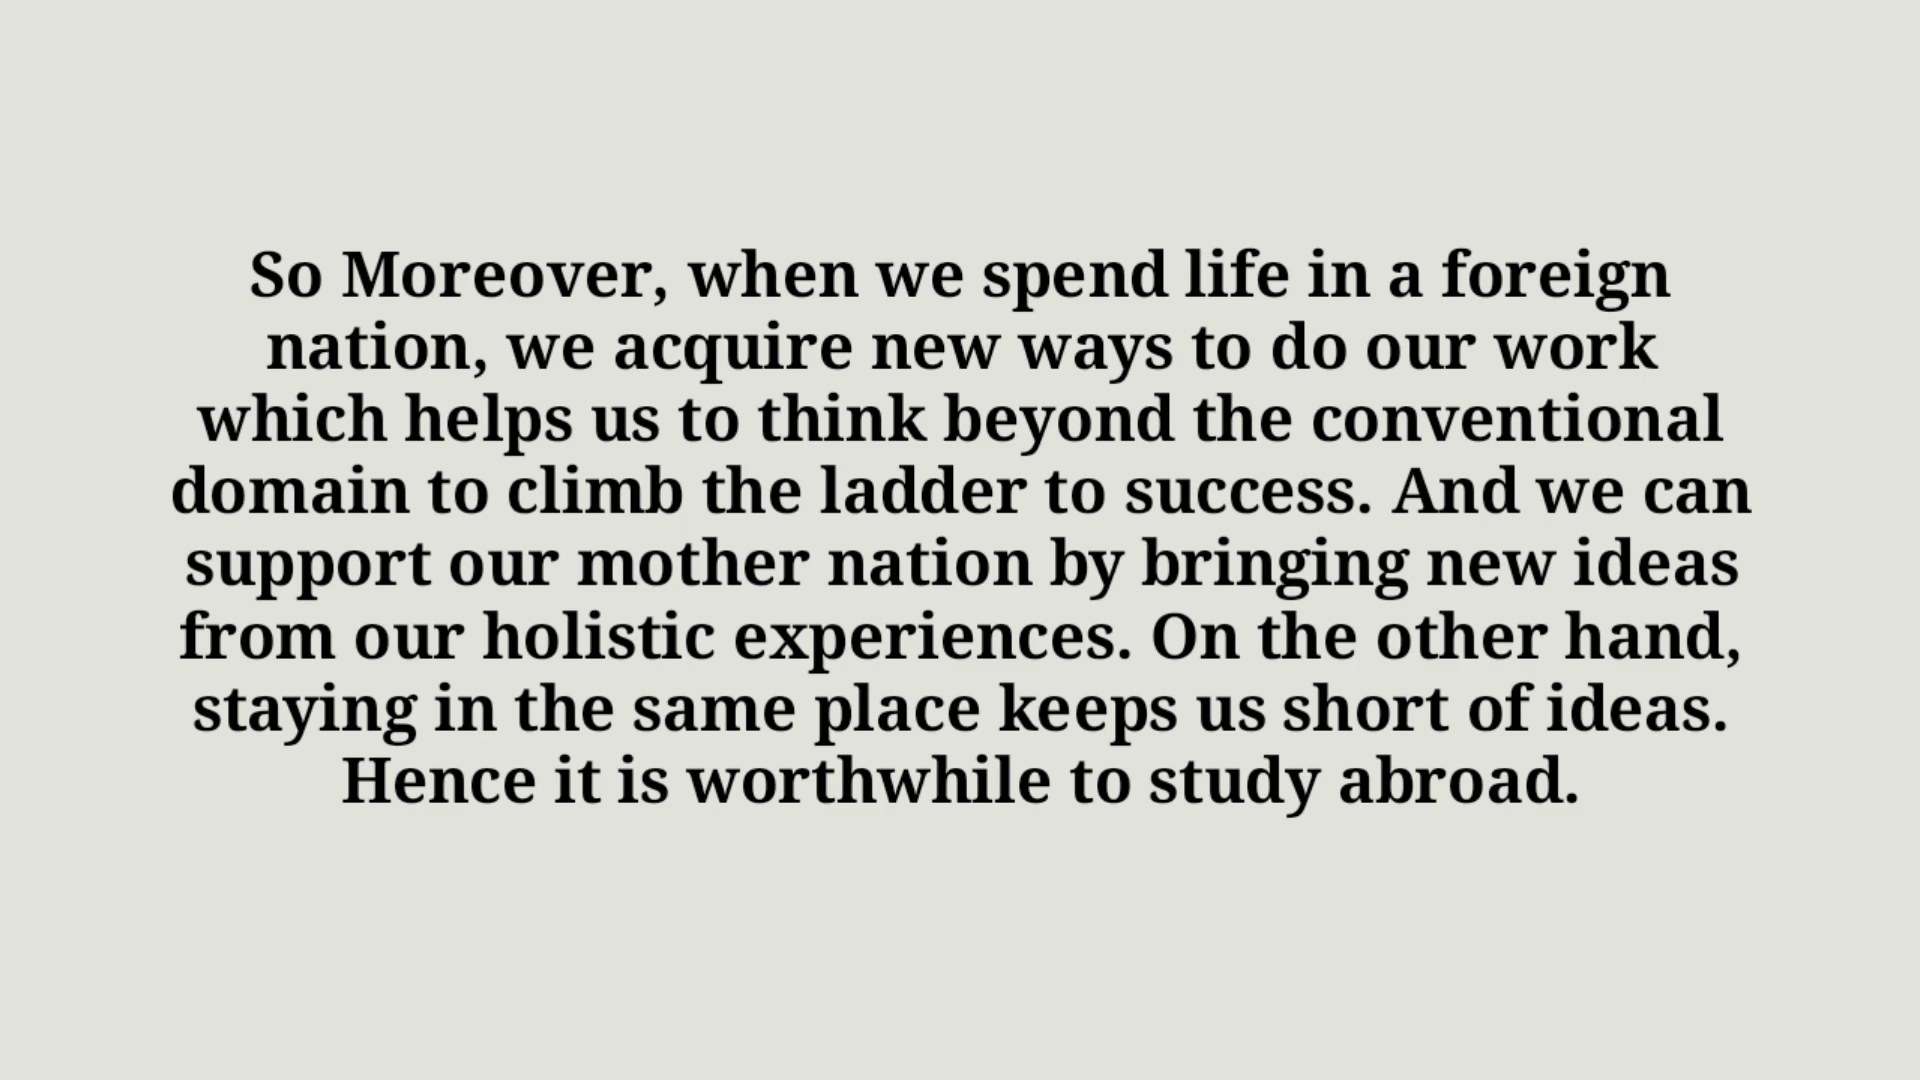 So Moreover, when we spend life in a foreign
nation, we acquire new ways to do our work
which helps us to think beyond the conventional
domain to climb the ladder to success. And we can
support our mother nation by bringing new ideas
from our holistic experiences. On the other hand,
staying in the same place keeps us short of ideas.
Hence it is worthwhile to study abroad.